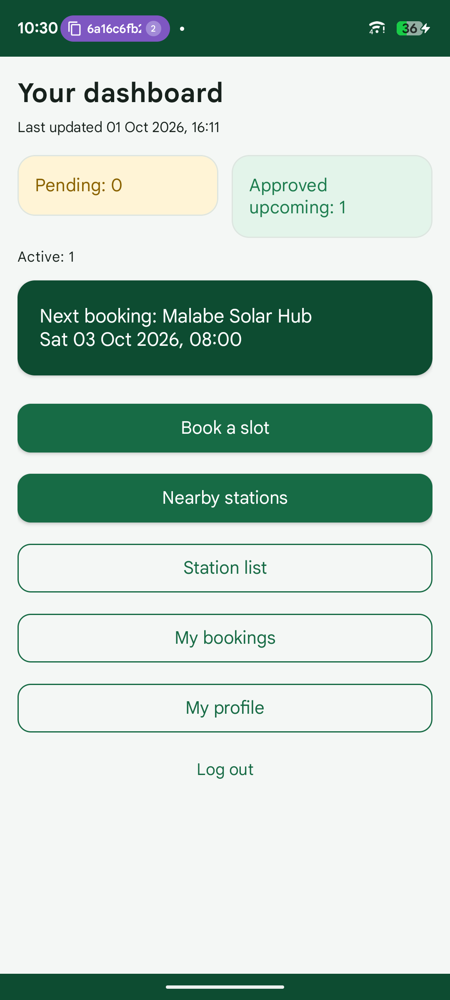 10:30
2
36
Your dashboard
Last updated 01 Oct 2026, 16:11
Pending: 0
Approved
upcoming: 1
Active: 1
Next booking: Malabe Solar Hub
Sat 03 Oct 2026, 08:00
Book a slot
Nearby stations
Station list
My bookings
My profile
Log out